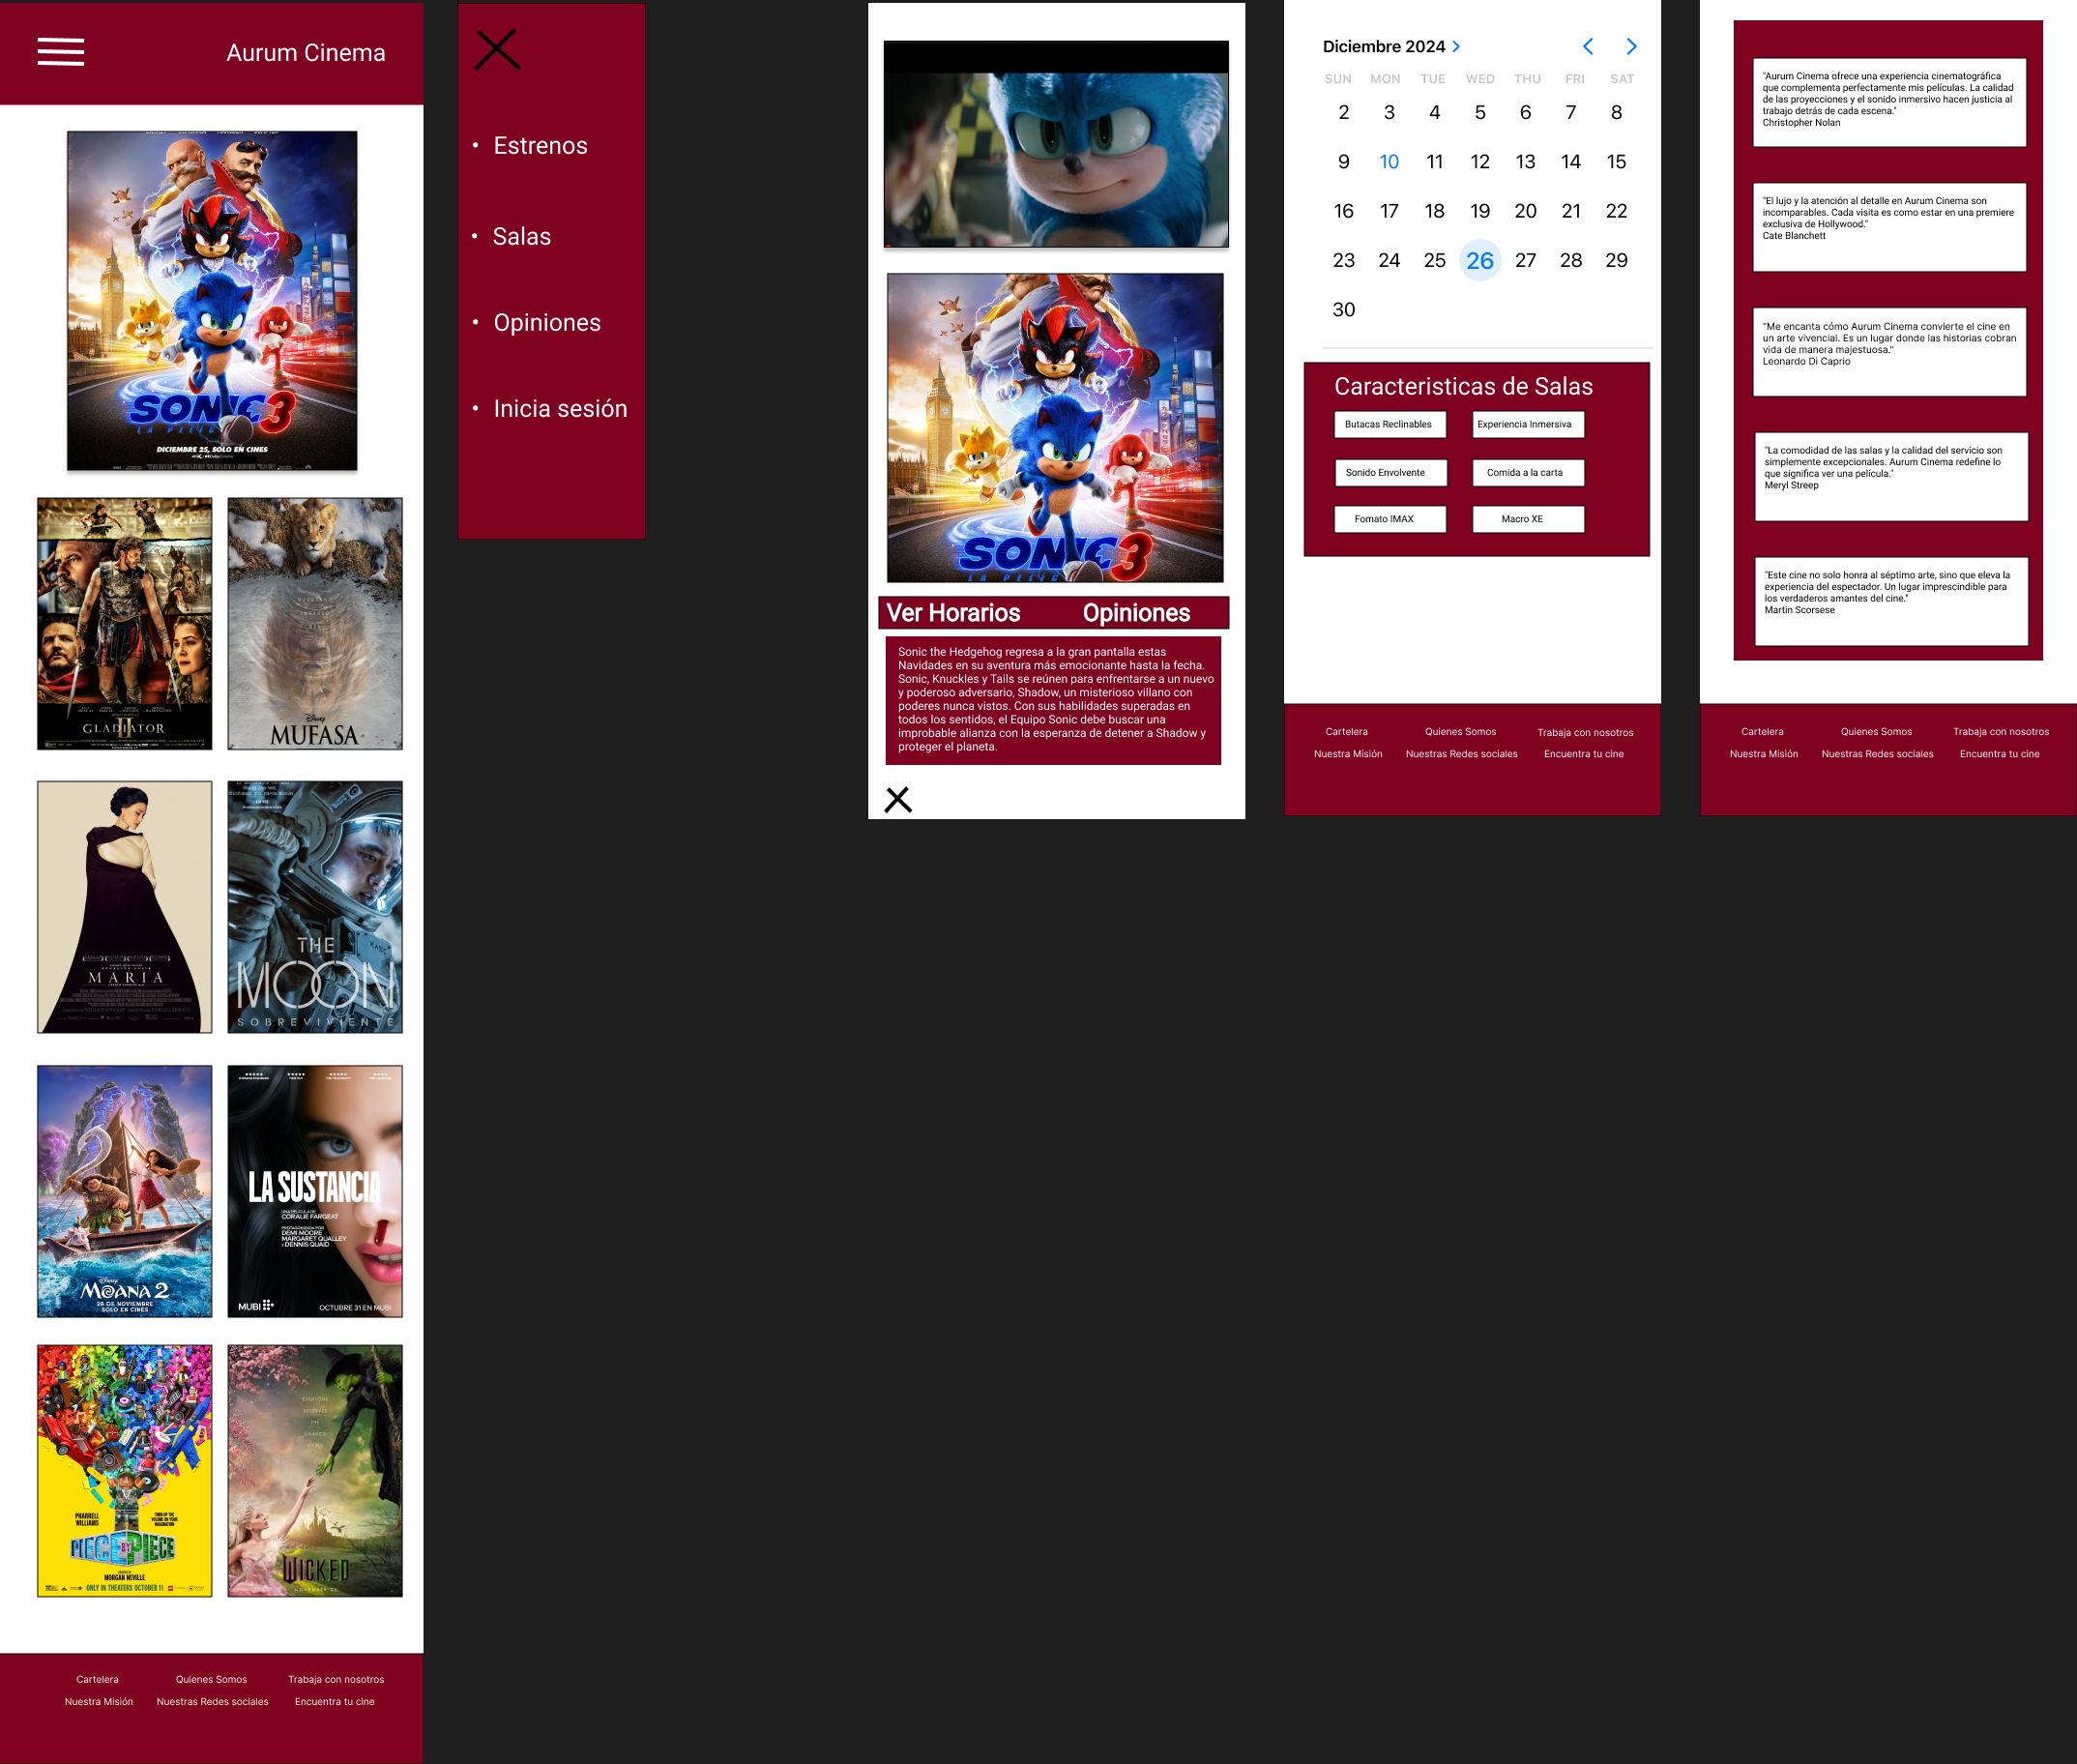 Aurum Cinema
SONIC 3
LA PELICULA
DICIEMBRE 25, SOLO EN CINES
GLADIATOR
II
Disney
MUFASA
MARIA
THE
MOON
SOBREVIVIENTE
Disney
MOANA 2
28 DE NOVIEMBRE
SOLO EN CINES
LA SUSTANCIA
UNA PELÍCULA DE
CORALIE FARGEAT
PROTAGONIZADA POR
DEMI MOORE
MARGARET QUALLEY
Y DENNIS QUAID
MUBI
OCTUBRE 31 EN MUBI
PHARRELL
WILLIAMS
TURN UP THE
VOLUME ON YOUR
IMAGINATION
PIECE BY PIECE
MORGAN NEVILLE
ONLY IN THEATERS OCTOBER 11
EVERYONE
DESERVES
THE
CHANCE
TO FLY
WICKED
NOVEMBER 22
Cartelera Quienes Somos Trabaja con nosotros
Nuestra Misión Nuestras Redes sociales Encuentra tu cine
• Estrenos
• Salas
• Opiniones
• Inicia sesión
SONIC 3
Ver Horarios Opiniones
Sonic the Hedgehog regresa a la gran pantalla estas
Navidades en su aventura más emocionante hasta la fecha.
Sonic, Knuckles y Tails se reúnen para enfrentarse a un nuevo
y poderoso adversario, Shadow, un misterioso villano con
poderes nunca vistos. Con sus habilidades superadas en
todos los sentidos, el Equipo Sonic debe buscar una
improbable alianza con la esperanza de detener a Shadow y
proteger el planeta.
Diciembre 2024
SUN MON TUE WED THU FRI SAT
2 3 4 5 6 7 8
9 10 11 12 13 14 15
16 17 18 19 20 21 22
23 24 25 26 27 28 29
30
Caracteristicas de Salas
Butacas Reclinables Experiencia Inmersiva
Sonido Envolvente Comida a la carta
Fomato IMAX Macro XE
Cartelera Quienes Somos Trabaja con nosotros
Nuestra Misión Nuestras Redes sociales Encuentra tu cine
"Aurum Cinema ofrece una experiencia cinematográfica
que complementa perfectamente mis películas. La calidad
de las proyecciones y el sonido inmersivo hacen justicia al
trabajo detrás de cada escena."
Christopher Nolan
"El lujo y la atención al detalle en Aurum Cinema son
incomparables. Cada visita es como estar en una premiere
exclusiva de Hollywood."
Cate Blanchett
"Me encanta cómo Aurum Cinema convierte el cine en
un arte vivencial. Es un lugar donde las historias cobran
vida de manera majestuosa."
Leonardo Di Caprio
"La comodidad de las salas y la calidad del servicio son
simplemente excepcionales. Aurum Cinema redefine lo
que significa ver una película."
Meryl Streep
"Este cine no solo honra al séptimo arte, sino que eleva la
experiencia del espectador. Un lugar imprescindible para
los verdaderos amantes del cine."
Martin Scorsese
Cartelera Quienes Somos Trabaja con nosotros
Nuestra Misión Nuestras Redes sociales Encuentra tu cine